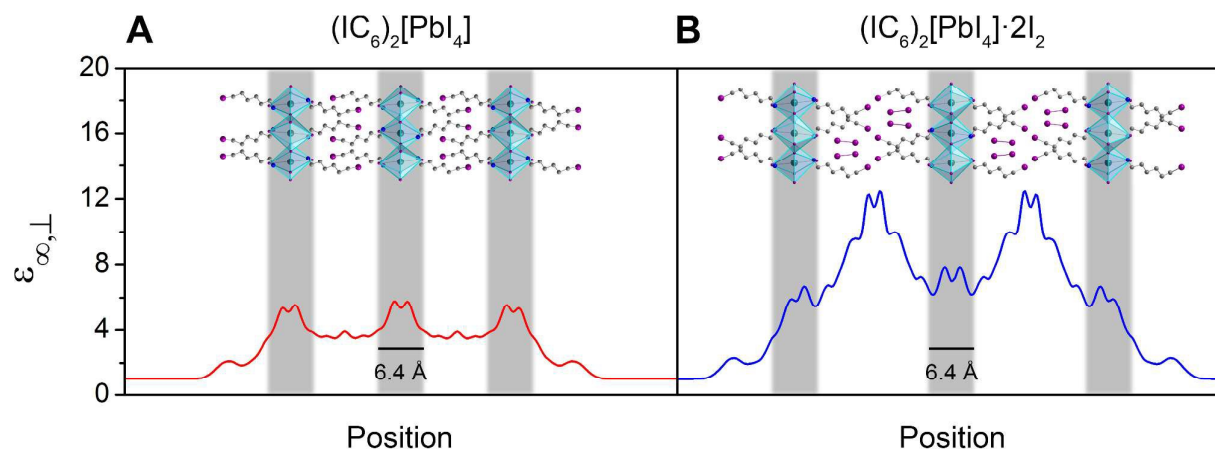 A (IC₆)₂[PbI₄] B (IC₆)₂[PbI₄]·2I₂
ε∞,⊥
20
16
12
8
4
0
6.4 Å 6.4 Å
Position Position